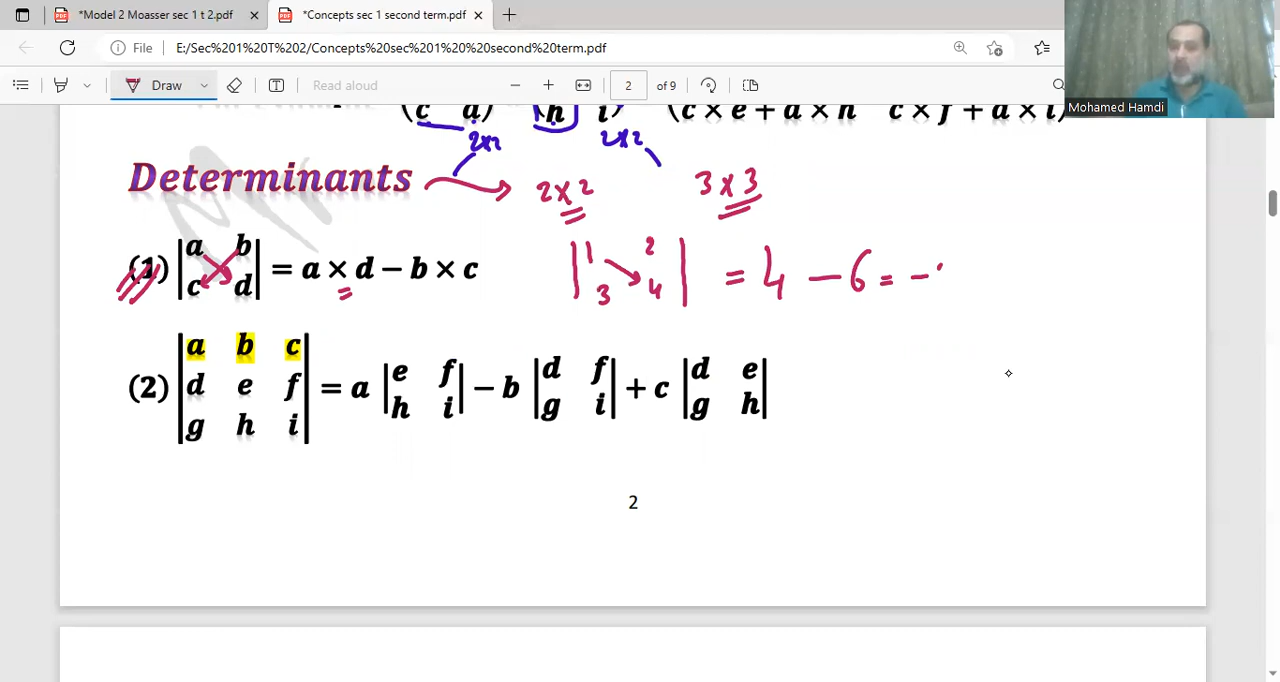 *Model 2 Moasser sec 1 t 2.pdf
*Concepts sec 1 second term.pdf
File E:/Sec%201%20T%202/Concepts%20sec%201%20%20second%20term.pdf
Draw Read aloud 2 of 9
Mohamed Hamdi
(c a) h i) (c × e + a × h c × f + a × i)
2×2 2×2
Determinants 2×2 3×3
(1) |a b| = a × d − b × c |1 2| = 4 − 6 = −
|c d| |3 4|
(2) |a b c| = a |e f| − b |d f| + c |d e|
|d e f| |h i| |g i| |g h|
|g h i|
2